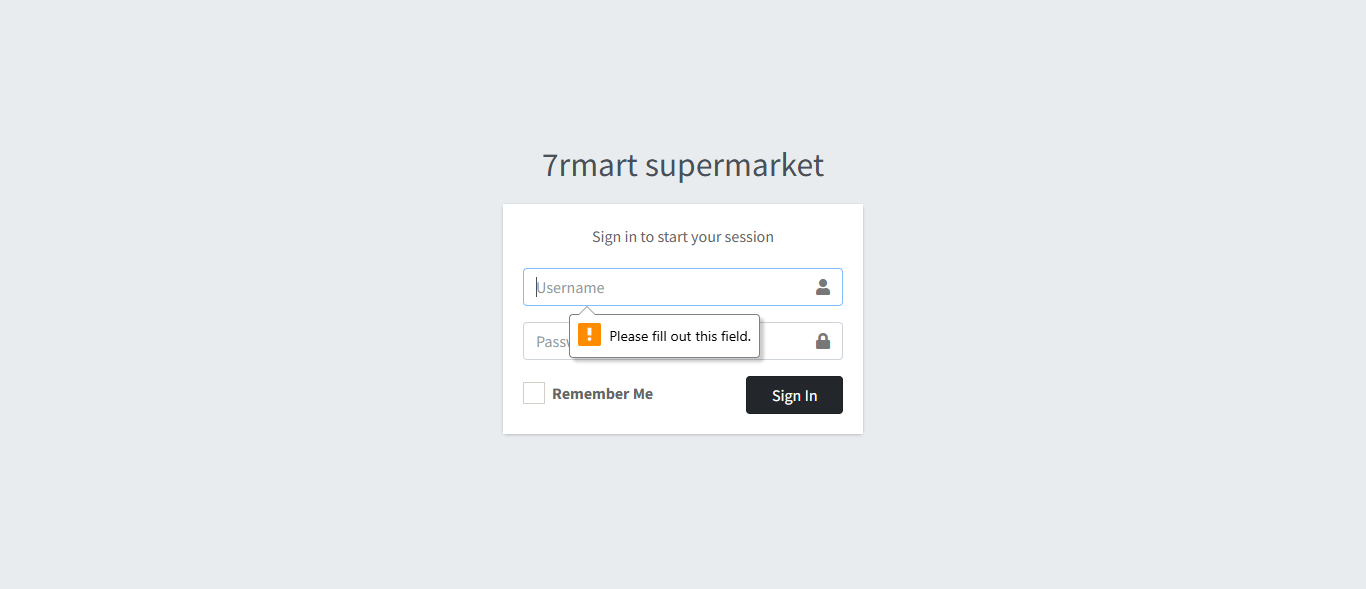 7rmart supermarket
Sign in to start your session
Username
Please fill out this field.
Passw
Remember Me
Sign In